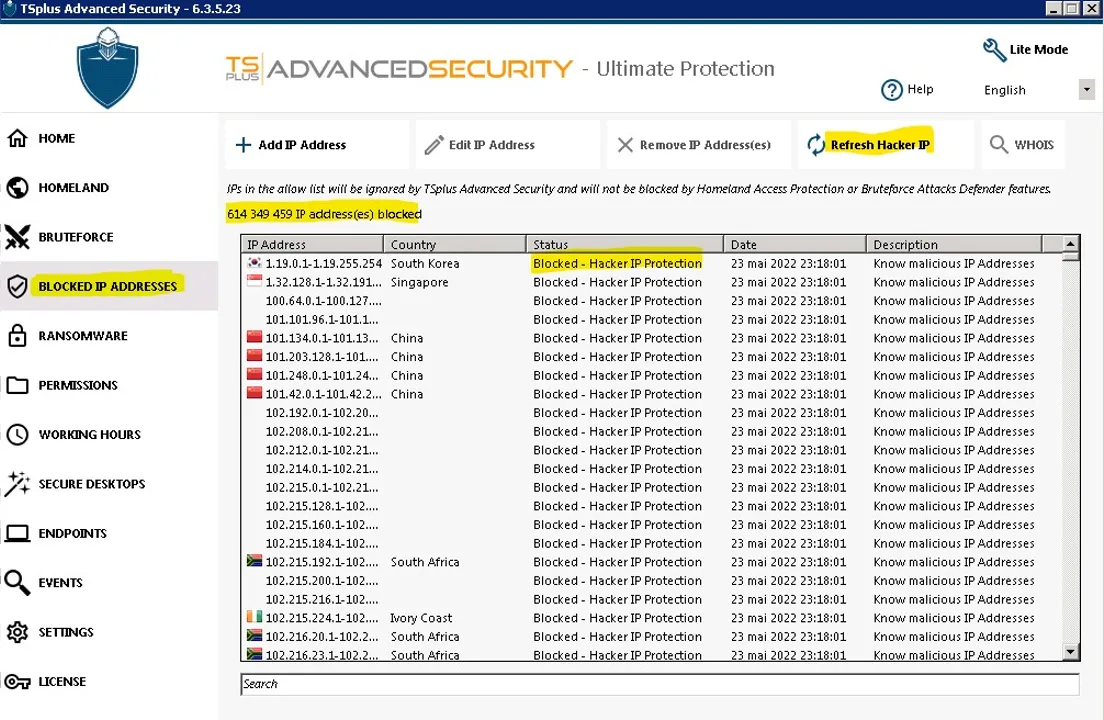 TSplus Advanced Security - 6.3.5.23
TS PLUS ADVANCEDSECURITY - Ultimate Protection
Lite Mode
Help
English
HOME
HOMELAND
BRUTEFORCE
BLOCKED IP ADDRESSES
RANSOMWARE
PERMISSIONS
WORKING HOURS
SECURE DESKTOPS
ENDPOINTS
EVENTS
SETTINGS
LICENSE
Add IP Address Edit IP Address Remove IP Address(es) Refresh Hacker IP WHOIS
IPs in the allow list will be ignored by TSplus Advanced Security and will not be blocked by Homeland Access Protection or Bruteforce Attacks Defender features.
614 349 459 IP address(es) blocked
IP Address Country Status Date Description
1.19.0.1-1.19.255.254 South Korea Blocked - Hacker IP Protection 23 mai 2022 23:18:01 Know malicious IP Addresses
1.32.128.1-1.32.191... Singapore Blocked - Hacker IP Protection 23 mai 2022 23:18:01 Know malicious IP Addresses
100.64.0.1-100.127.... Blocked - Hacker IP Protection 23 mai 2022 23:18:01 Know malicious IP Addresses
101.101.96.1-101.1... Blocked - Hacker IP Protection 23 mai 2022 23:18:01 Know malicious IP Addresses
101.134.0.1-101.13... China Blocked - Hacker IP Protection 23 mai 2022 23:18:01 Know malicious IP Addresses
101.203.128.1-101.... China Blocked - Hacker IP Protection 23 mai 2022 23:18:01 Know malicious IP Addresses
101.248.0.1-101.24... China Blocked - Hacker IP Protection 23 mai 2022 23:18:01 Know malicious IP Addresses
101.42.0.1-101.42.2... China Blocked - Hacker IP Protection 23 mai 2022 23:18:01 Know malicious IP Addresses
102.192.0.1-102.20... Blocked - Hacker IP Protection 23 mai 2022 23:18:01 Know malicious IP Addresses
102.208.0.1-102.21... Blocked - Hacker IP Protection 23 mai 2022 23:18:01 Know malicious IP Addresses
102.212.0.1-102.21... Blocked - Hacker IP Protection 23 mai 2022 23:18:01 Know malicious IP Addresses
102.214.0.1-102.21... Blocked - Hacker IP Protection 23 mai 2022 23:18:01 Know malicious IP Addresses
102.215.0.1-102.21... Blocked - Hacker IP Protection 23 mai 2022 23:18:01 Know malicious IP Addresses
102.215.128.1-102.... Blocked - Hacker IP Protection 23 mai 2022 23:18:01 Know malicious IP Addresses
102.215.160.1-102.... Blocked - Hacker IP Protection 23 mai 2022 23:18:01 Know malicious IP Addresses
102.215.184.1-102.... Blocked - Hacker IP Protection 23 mai 2022 23:18:01 Know malicious IP Addresses
102.215.192.1-102.... South Africa Blocked - Hacker IP Protection 23 mai 2022 23:18:01 Know malicious IP Addresses
102.215.200.1-102.... Blocked - Hacker IP Protection 23 mai 2022 23:18:01 Know malicious IP Addresses
102.215.216.1-102.... Blocked - Hacker IP Protection 23 mai 2022 23:18:01 Know malicious IP Addresses
102.215.224.1-102.... Ivory Coast Blocked - Hacker IP Protection 23 mai 2022 23:18:01 Know malicious IP Addresses
102.216.20.1-102.2... South Africa Blocked - Hacker IP Protection 23 mai 2022 23:18:01 Know malicious IP Addresses
102.216.23.1-102.2... South Africa Blocked - Hacker IP Protection 23 mai 2022 23:18:01 Know malicious IP Addresses
Search